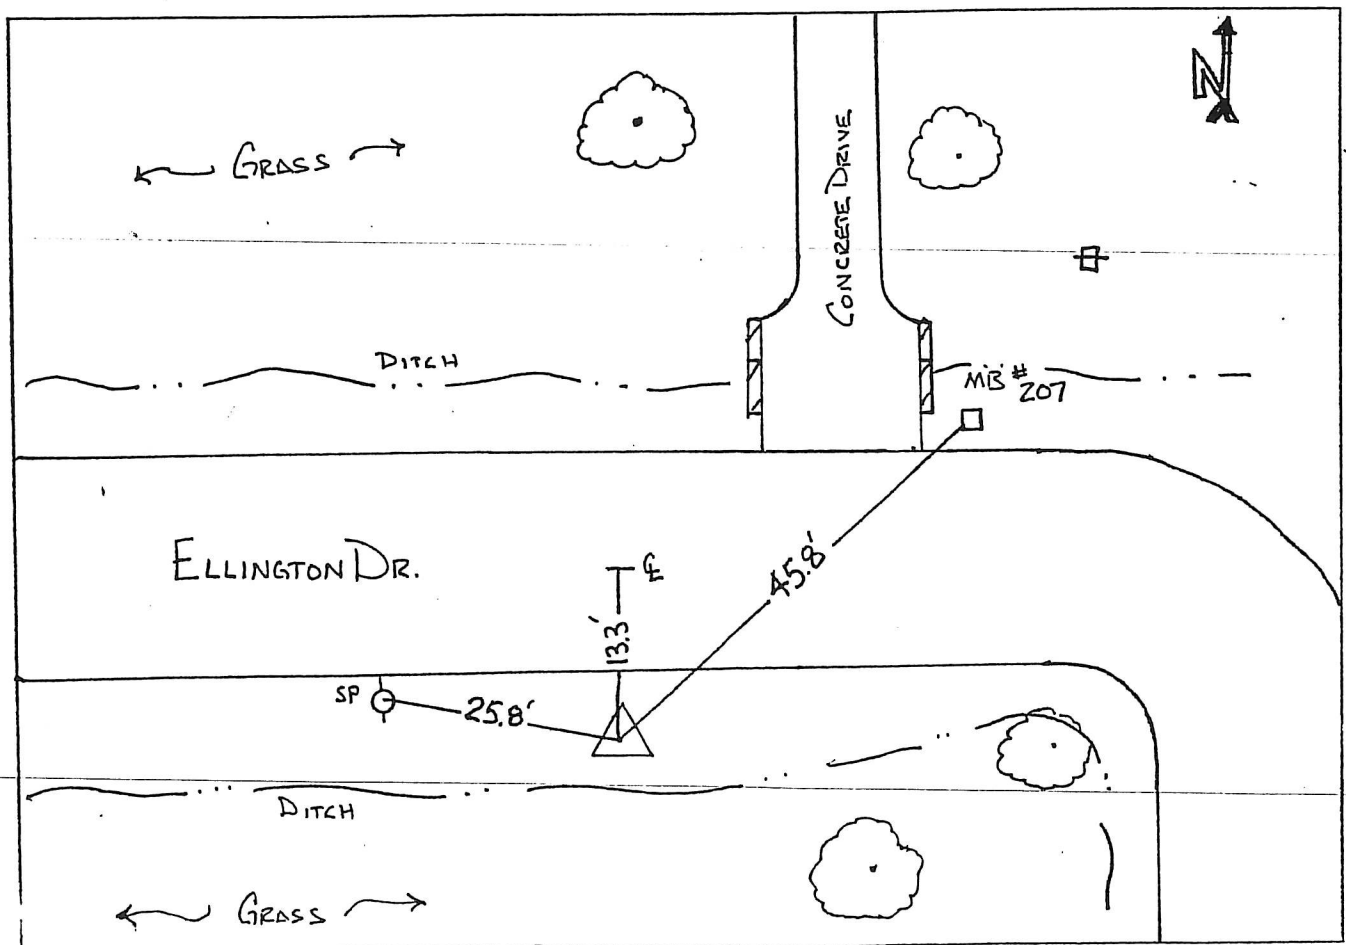 N
GRASS
CONCRETE DRIVE
DITCH
MB #
207
ELLINGTON DR.
℄
13.3'
45.8'
SP
25.8'
DITCH
GRASS